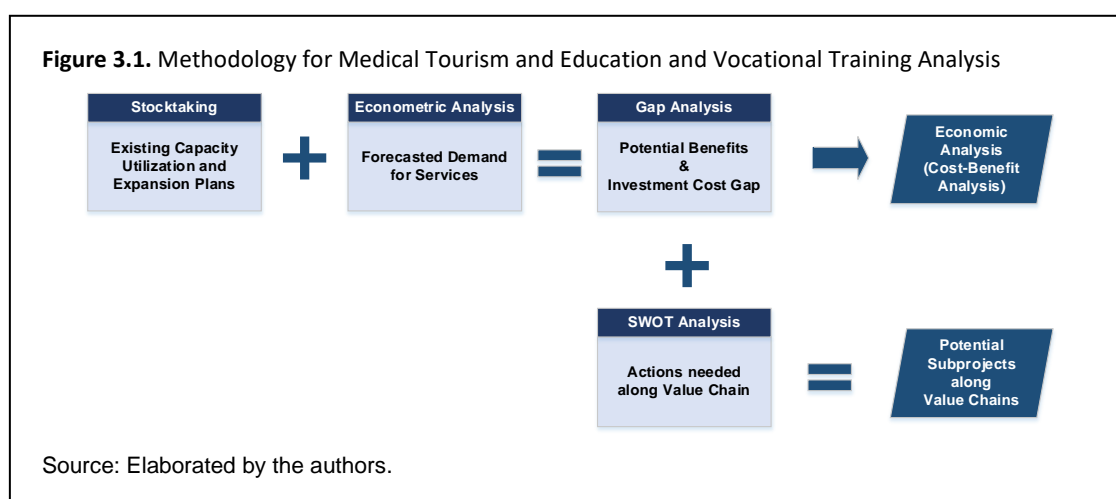 Figure 3.1. Methodology for Medical Tourism and Education and Vocational Training Analysis
Stocktaking
Existing Capacity
Utilization and
Expansion Plans
Econometric Analysis
Forecasted Demand
for Services
Gap Analysis
Potential Benefits
&
Investment Cost Gap
Economic
Analysis
(Cost-Benefit
Analysis)
SWOT Analysis
Actions needed
along Value Chain
Potential
Subprojects
along
Value Chains
Source: Elaborated by the authors.